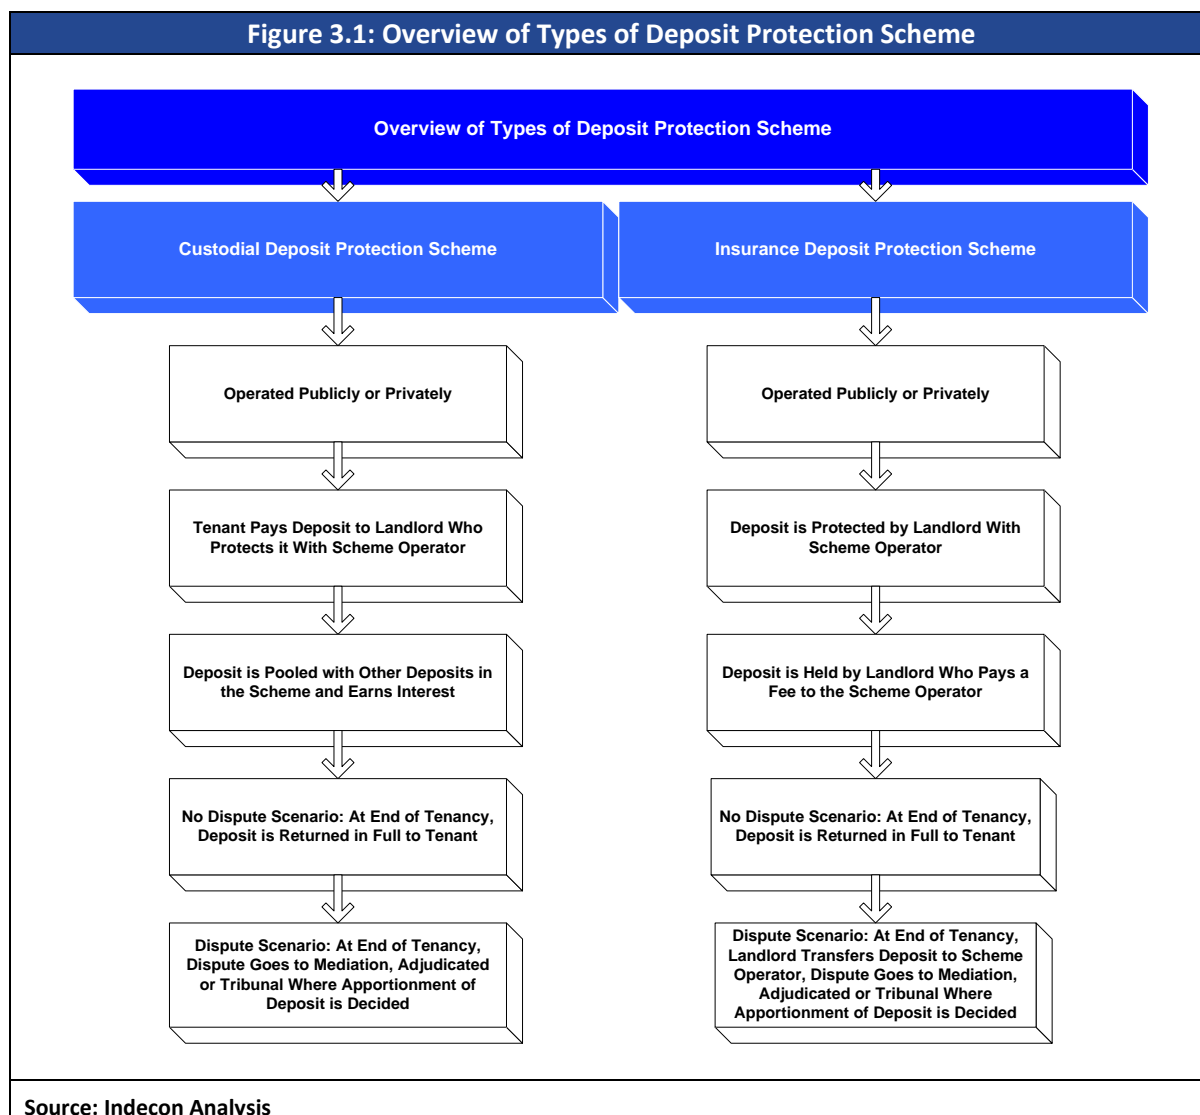 Figure 3.1: Overview of Types of Deposit Protection Scheme
Overview of Types of Deposit Protection Scheme
Custodial Deposit Protection Scheme
Insurance Deposit Protection Scheme
Operated Publicly or Privately
Operated Publicly or Privately
Tenant Pays Deposit to Landlord Who
Protects it With Scheme Operator
Deposit is Protected by Landlord With
Scheme Operator
Deposit is Pooled with Other Deposits in
the Scheme and Earns Interest
Deposit is Held by Landlord Who Pays a
Fee to the Scheme Operator
No Dispute Scenario: At End of Tenancy,
Deposit is Returned in Full to Tenant
No Dispute Scenario: At End of Tenancy,
Deposit is Returned in Full to Tenant
Dispute Scenario: At End of Tenancy,
Dispute Goes to Mediation, Adjudicated
or Tribunal Where Apportionment of
Deposit is Decided
Dispute Scenario: At End of Tenancy,
Landlord Transfers Deposit to Scheme
Operator, Dispute Goes to Mediation,
Adjudicated or Tribunal Where
Apportionment of Deposit is Decided
Source: Indecon Analysis